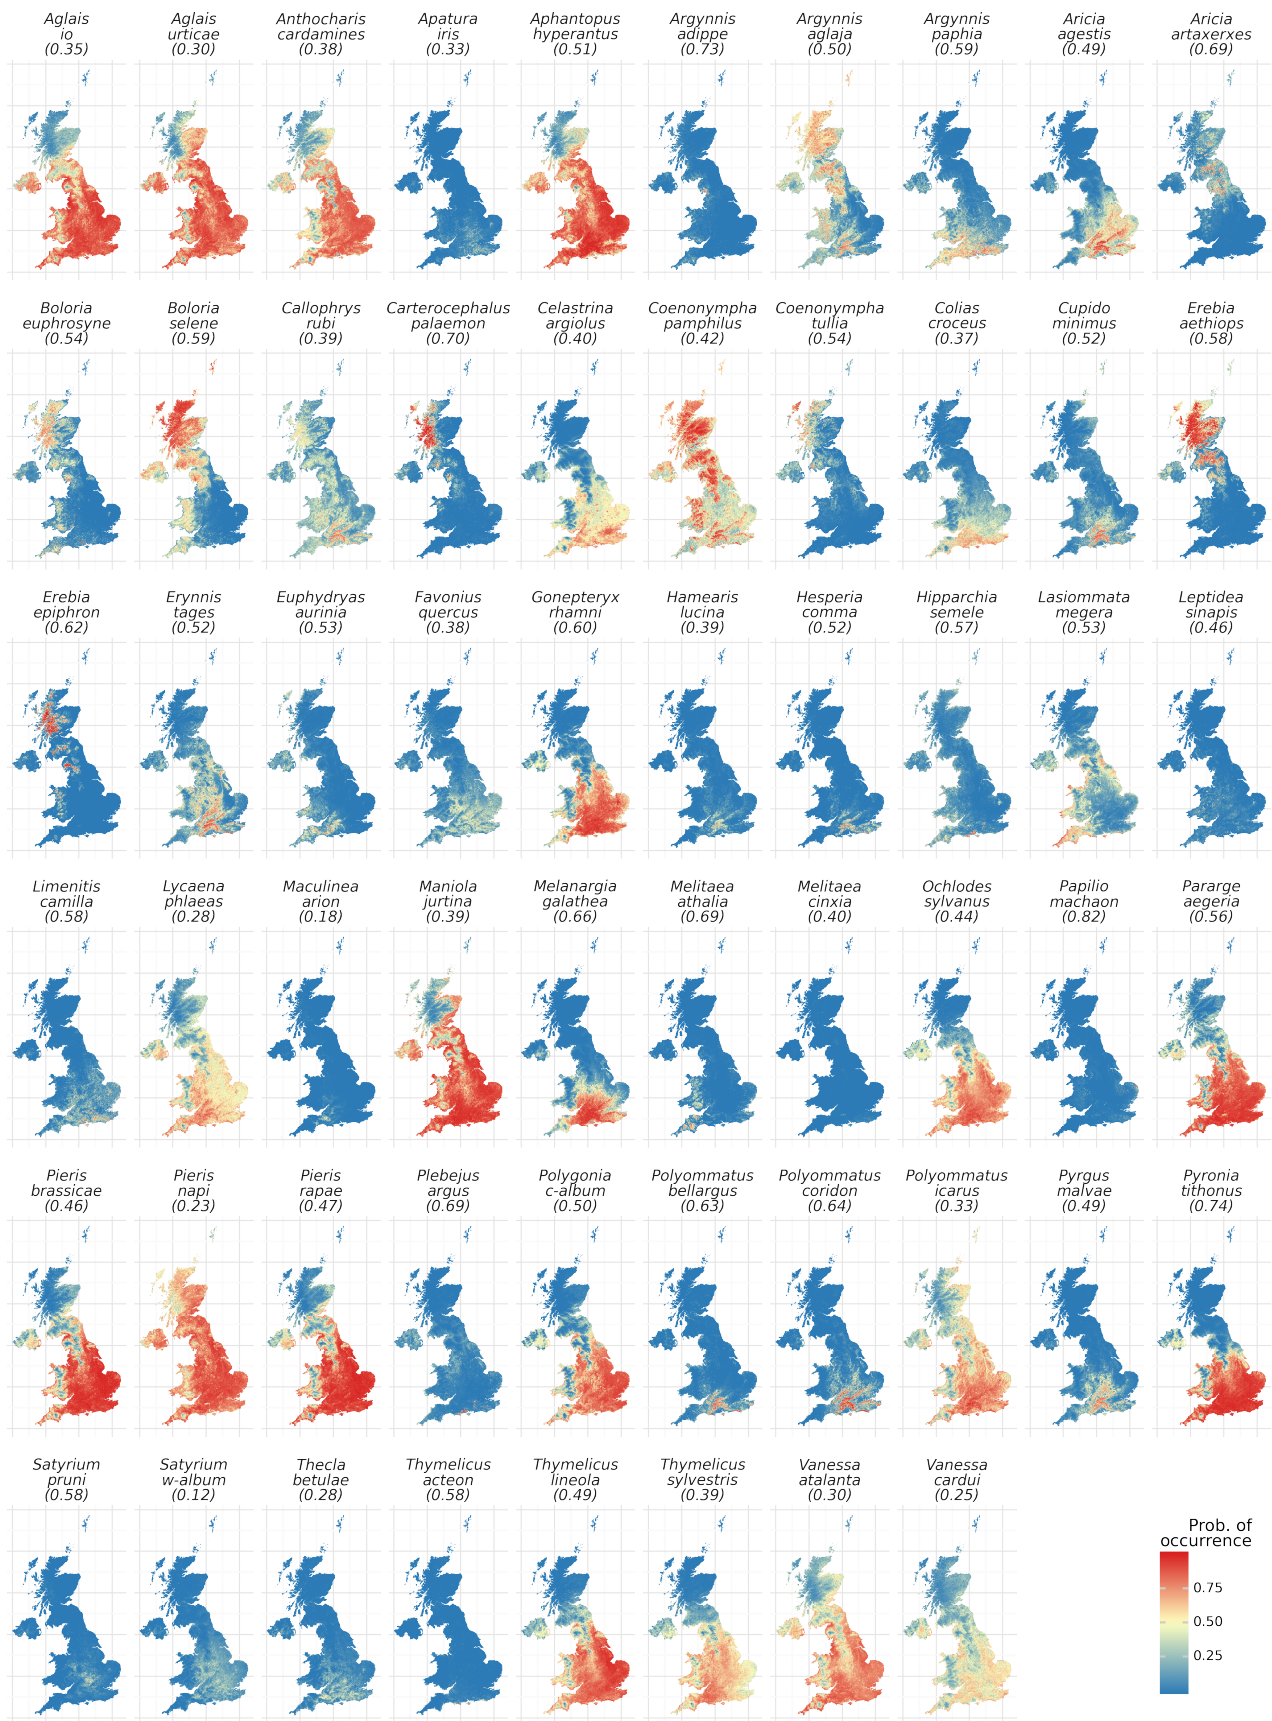 Aglais
io
(0.35)
Aglais
urticae
(0.30)
Anthocharis
cardamines
(0.38)
Apatura
iris
(0.33)
Aphantopus
hyperantus
(0.51)
Argynnis
adippe
(0.73)
Argynnis
aglaja
(0.50)
Argynnis
paphia
(0.59)
Aricia
agestis
(0.49)
Aricia
artaxerxes
(0.69)
Boloria
euphrosyne
(0.54)
Boloria
selene
(0.59)
Callophrys
rubi
(0.39)
Carterocephalus
palaemon
(0.70)
Celastrina
argiolus
(0.40)
Coenonympha
pamphilus
(0.42)
Coenonympha
tullia
(0.54)
Colias
croceus
(0.37)
Cupido
minimus
(0.52)
Erebia
aethiops
(0.58)
Erebia
epiphron
(0.62)
Erynnis
tages
(0.52)
Euphydryas
aurinia
(0.53)
Favonius
quercus
(0.38)
Gonepteryx
rhamni
(0.60)
Hamearis
lucina
(0.39)
Hesperia
comma
(0.52)
Hipparchia
semele
(0.57)
Lasiommata
megera
(0.53)
Leptidea
sinapis
(0.46)
Limenitis
camilla
(0.58)
Lycaena
phlaeas
(0.28)
Maculinea
arion
(0.18)
Maniola
jurtina
(0.39)
Melanargia
galathea
(0.66)
Melitaea
athalia
(0.69)
Melitaea
cinxia
(0.40)
Ochlodes
sylvanus
(0.44)
Papilio
machaon
(0.82)
Pararge
aegeria
(0.56)
Pieris
brassicae
(0.46)
Pieris
napi
(0.23)
Pieris
rapae
(0.47)
Plebejus
argus
(0.69)
Polygonia
c-album
(0.50)
Polyommatus
bellargus
(0.63)
Polyommatus
coridon
(0.64)
Polyommatus
icarus
(0.33)
Pyrgus
malvae
(0.49)
Pyronia
tithonus
(0.74)
Satyrium
pruni
(0.58)
Satyrium
w-album
(0.12)
Thecla
betulae
(0.28)
Thymelicus
acteon
(0.58)
Thymelicus
lineola
(0.49)
Thymelicus
sylvestris
(0.39)
Vanessa
atalanta
(0.30)
Vanessa
cardui
(0.25)
Prob. of
occurrence
0.75
0.50
0.25